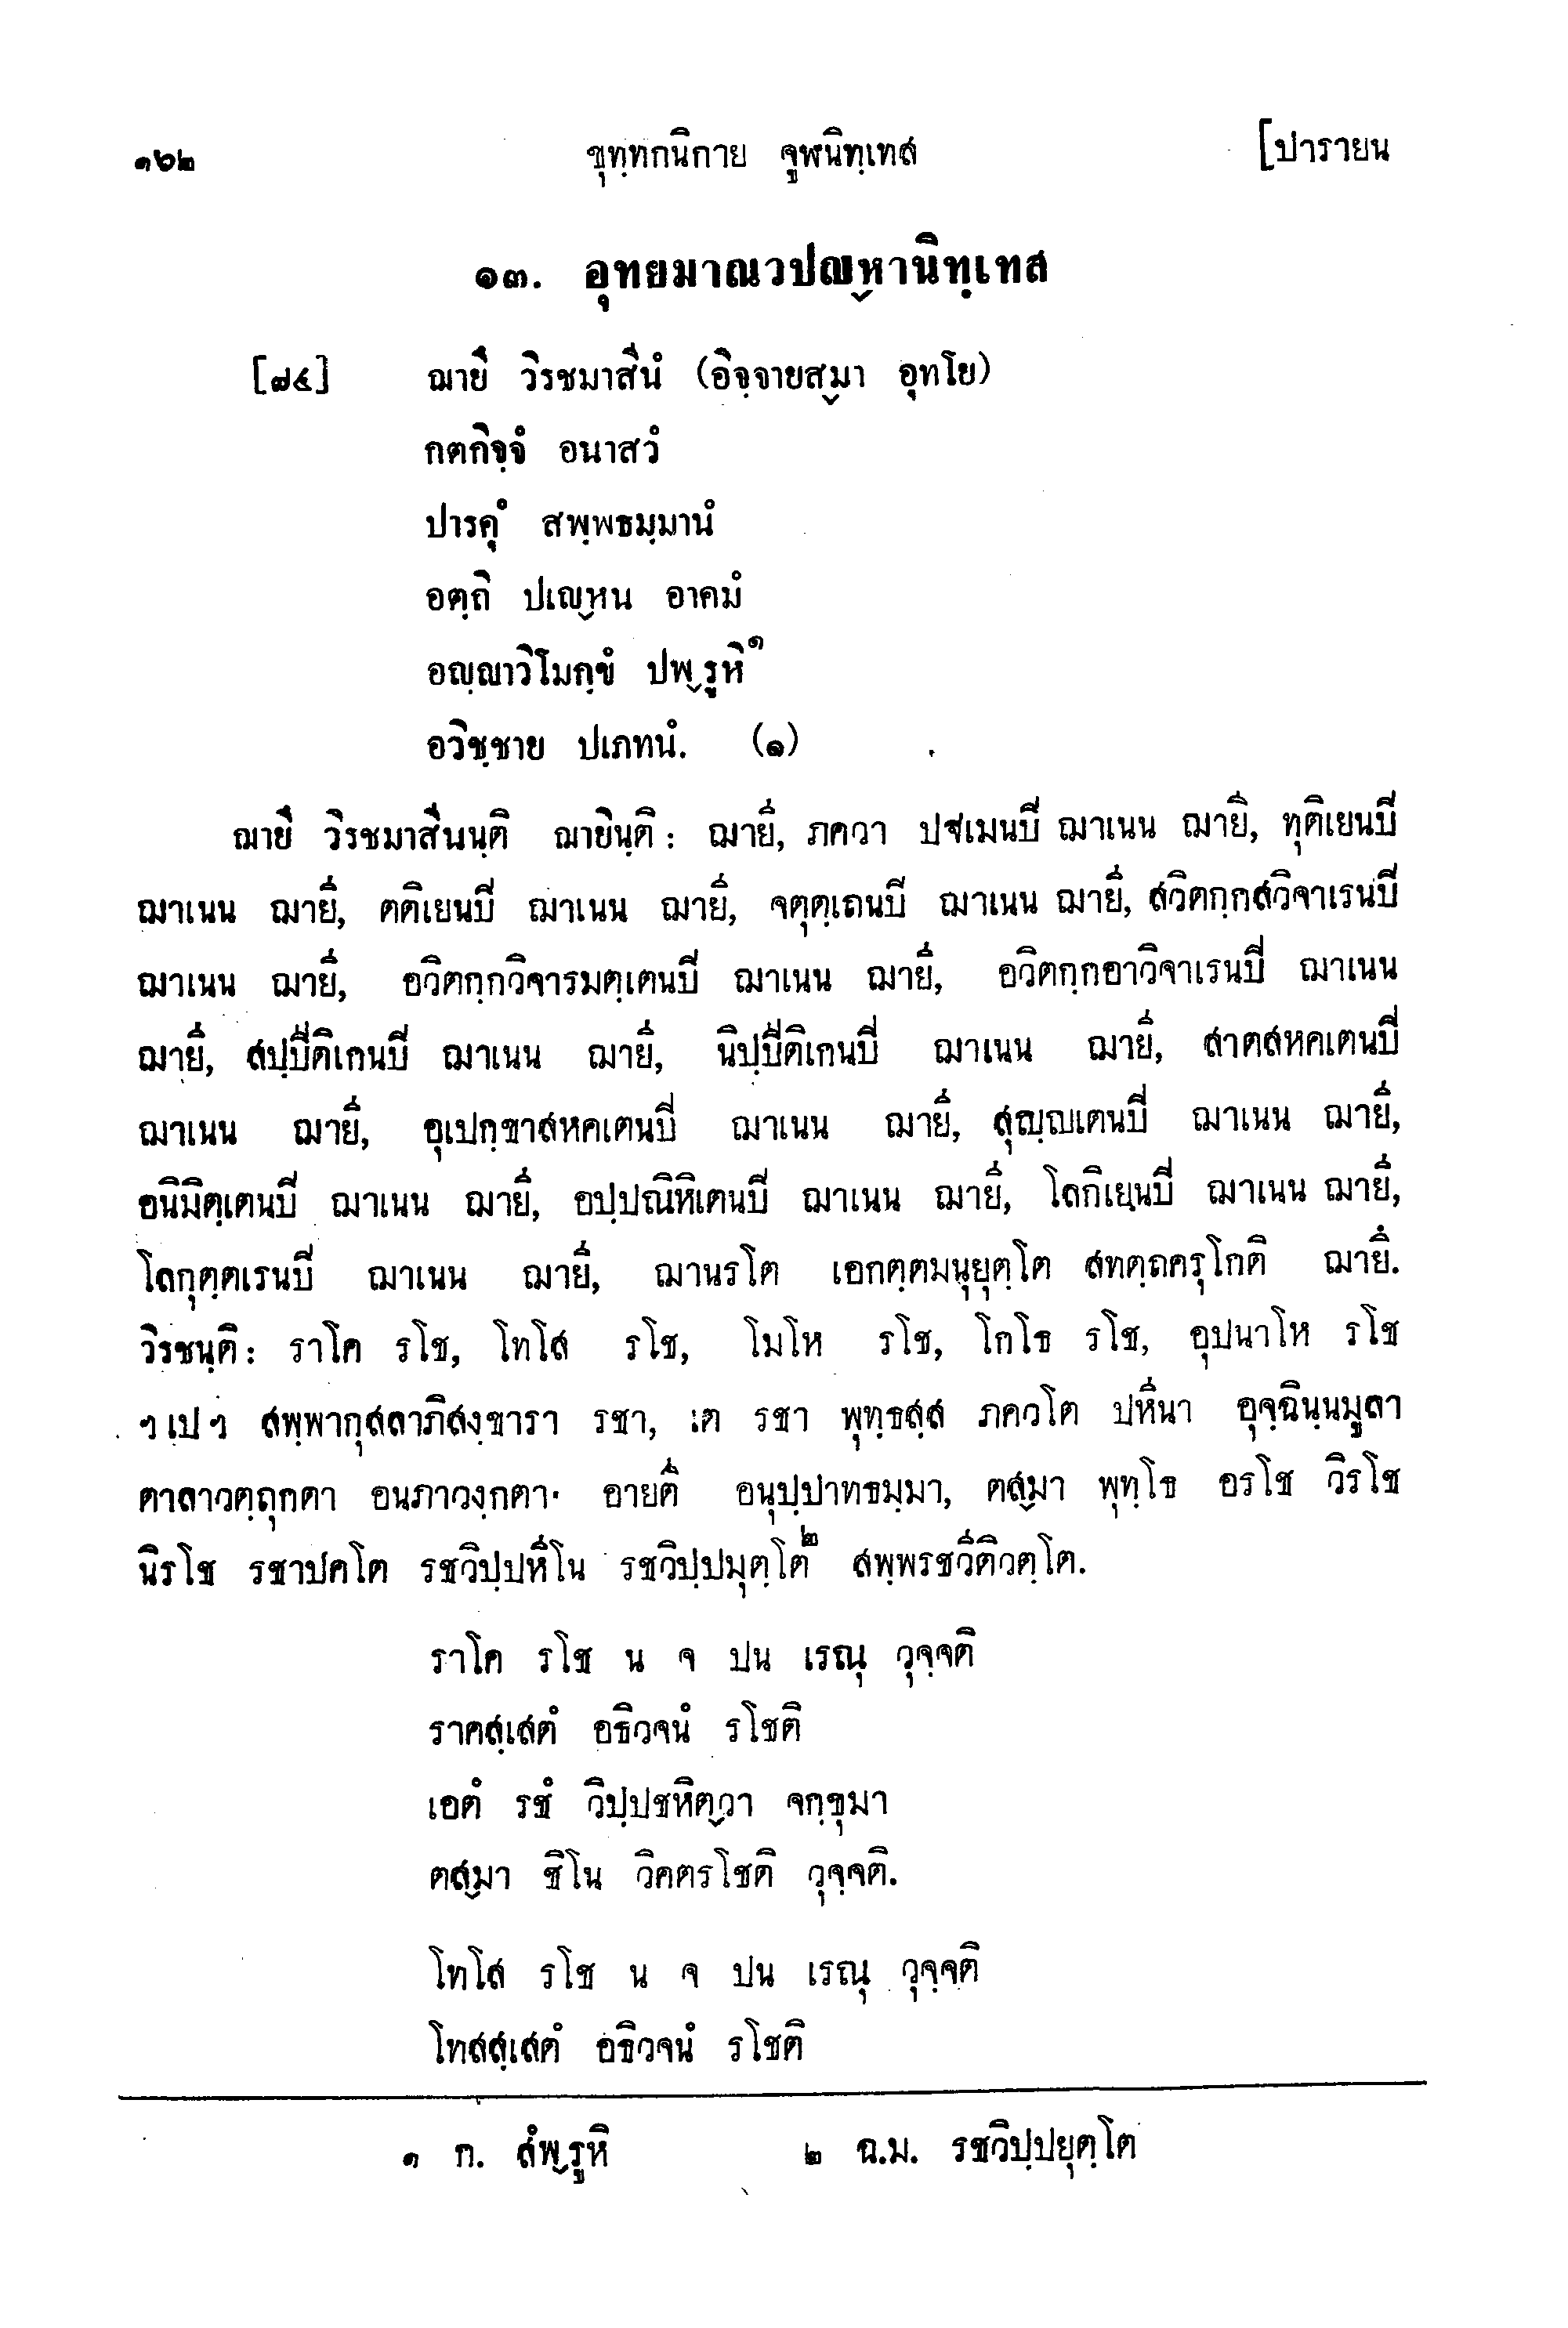 ๑๖๒ ขุทฺทกนิกาย จูฬนิทฺเทส [ปารายน
๑๓. อุทยมาณวปญฺหานิทฺเทส
[๗๔] ฌายึ วิรชมาสีนํ (อิจฺจายสฺมา อุทโย)
กตกิจฺจํ อนาสวํ
ปารคุํ สพฺพธมฺมานํ
อตฺถิ ปเญฺหน อาคมํ
อญฺญาวิโมกฺขํ ปพฺรูหิ๑
อวิชฺชาย ปเภทนํ. (๑)
ฌายึ วิรชมาสีนนฺติ ฌายินฺติ: ฌายี, ภควา ปฐเมนปี ฌาเนน ฌายี, ทุติเยนปี
ฌาเนน ฌายี, ตติเยนปี ฌาเนน ฌายี, จตุตฺเถนปี ฌาเนน ฌายี, สวิตกฺกสวิจาเรนปี
ฌาเนน ฌายี, อวิตกฺกวิจารมตฺเตนปี ฌาเนน ฌายี, อวิตกฺกอาวิจาเรนปี ฌาเนน
ฌายี, สปฺปีติเกนปี ฌาเนน ฌายี, นิปฺปีติเกนปี ฌาเนน ฌายี, สาตสหคเตนปี
ฌาเนน ฌายี, อุเปกฺขาสหคเตนปี ฌาเนน ฌายี, สุญฺญเตนปี ฌาเนน ฌายี,
อนิมิตฺเตนปี ฌาเนน ฌายี, อปฺปณิหิเตนปี ฌาเนน ฌายี, โลกิเยนปี ฌาเนน ฌายี,
โลกุตฺตเรนปี ฌาเนน ฌายี, ฌานรโต เอกตฺตมนุยุตฺโต สทตฺถครุโกติ ฌายี.
วิรชนฺติ: ราโค รโช, โทโส รโช, โมโห รโช, โกโธ รโช, อุปนาโห รโช
ฯเปฯ สพฺพากุสลาภิสงฺขารา รชา, เต รชา พุทฺธสฺส ภควโต ปหีนา อุจฺฉินฺนมูลา
ตาลาวตฺถุกตา อนภาวงฺกตา อายตึ อนุปฺปาทธมฺมา, ตสฺมา พุทฺโธ อรโช วิรโช
นิรโช รชาปคโต รชวิปฺปหีโน รชวิปฺปมุตฺโต๒ สพฺพรชวีติวตฺโต.
ราโค รโช น จ ปน เรณุ วุจฺจติ
ราคสฺเสตํ อธิวจนํ รโชติ
เอตํ รชํ วิปฺปชหิตฺวา จกฺขุมา
ตสฺมา ชิโน วิคตรโชติ วุจฺจติ.
โทโส รโช น จ ปน เรณุ วุจฺจติ
โทสสฺเสตํ อธิวจนํ รโชติ
๑ ก. สํพฺรูหิ ๒ ฉ.ม. รชวิปฺปยุตฺโต